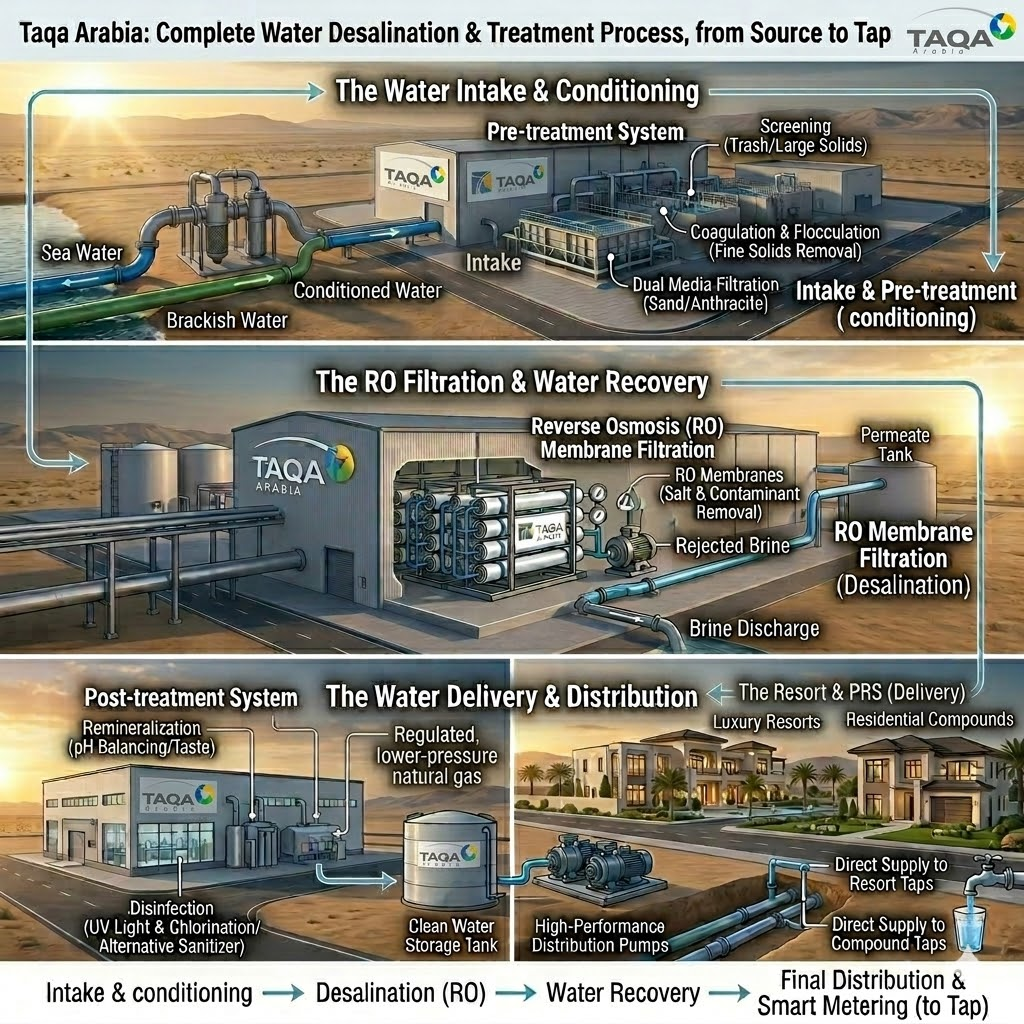 Taqa Arabia: Complete Water Desalination & Treatment Process, from Source to Tap
TAQA
Arabia
The Water Intake & Conditioning
Pre-treatment System
Screening
(Trash/Large Solids)
TAQA
TAQA
Sea Water
Coagulation & Flocculation
(Fine Solids Removal)
Intake
Conditioned Water
Dual Media Filtration
(Sand/Anthracite)
Brackish Water
Intake & Pre-treatment
( conditioning)
The RO Filtration & Water Recovery
Reverse Osmosis (RO)
Membrane Filtration
Permeate
Tank
TAQA
ARABIA
RO Membranes
(Salt & Contaminant
Removal)
Rejected Brine
RO Membrane
Filtration
(Desalination)
Brine Discharge
Post-treatment System
Remineralization
(pH Balancing/Taste)
The Water Delivery & Distribution
Regulated,
lower-pressure
natural gas
The Resort & PRS (Delivery)
Luxury Resorts
Residential Compounds
TAQA
TAQA
Disinfection
(UV Light & Chlorination/
Alternative Sanitizer)
Clean Water
Storage Tank
High-Performance
Distribution Pumps
Direct Supply to
Resort Taps
Direct Supply to
Compound Taps
Intake & conditioning → Desalination (RO) → Water Recovery → Final Distribution &
Smart Metering (to Tap)